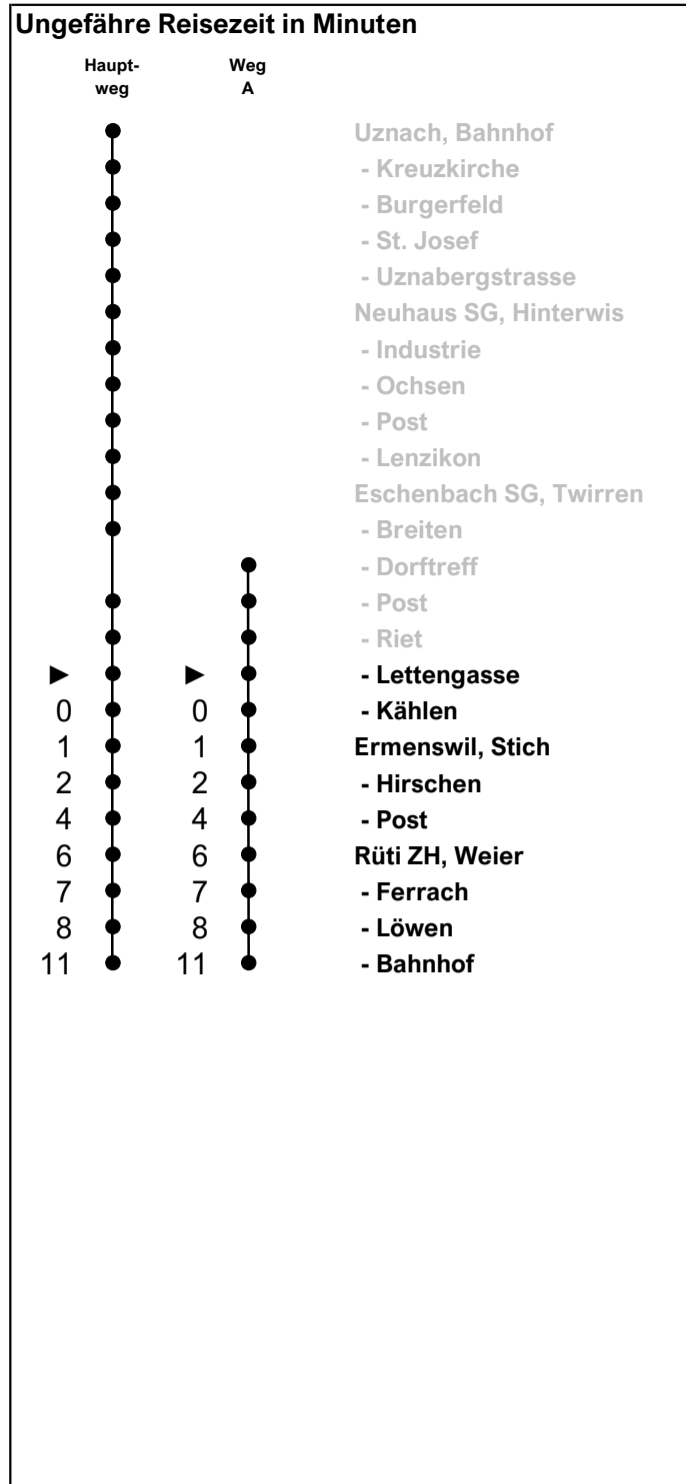 Ungefähre Reisezeit in Minuten
Haupt- Weg
weg A
Uznach, Bahnhof
- Kreuzkirche
- Burgerfeld
- St. Josef
- Uznabergstrasse
Neuhaus SG, Hinterwis
- Industrie
- Ochsen
- Post
- Lenzikon
Eschenbach SG, Twirren
- Breiten
- Dorftreff
- Post
- Riet
► ► - Lettengasse
0 0 - Kählen
1 1 Ermenswil, Stich
2 2 - Hirschen
4 4 - Post
6 6 Rüti ZH, Weier
7 7 - Ferrach
8 8 - Löwen
11 11 - Bahnhof